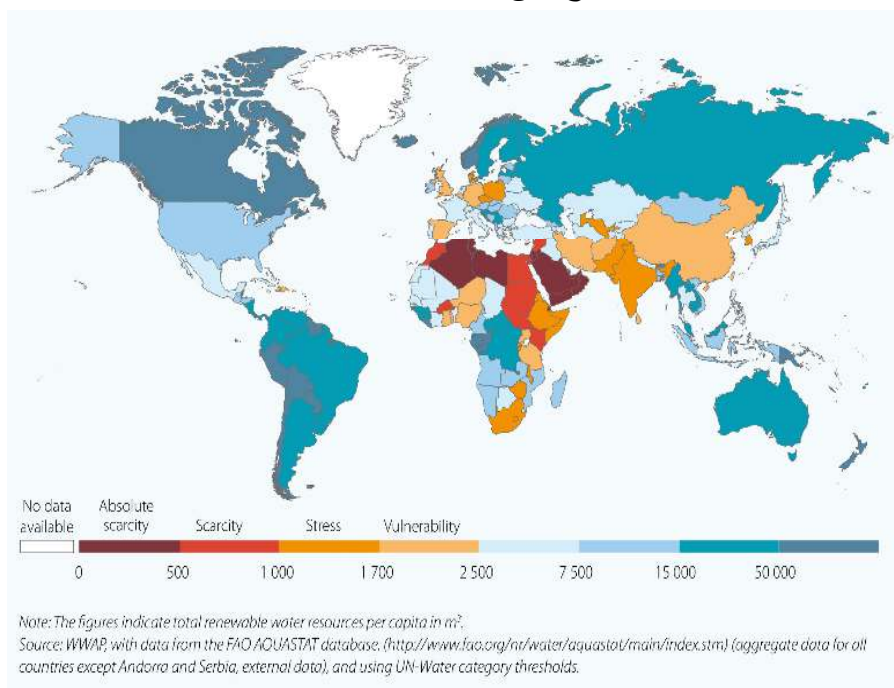 No data Absolute
available scarcity Scarcity Stress Vulnerability
0 500 1 000 1 700 2 500 7 500 15 000 50 000
Note: The figures indicate total renewable water resources per capita in m³.
Source: WWAP, with data from the FAO AQUASTAT database. (http://www.fao.org/nr/water/aquastat/main/index.stm) (aggregate data for all
countries except Andorra and Serbia, external data), and using UN-Water category thresholds.